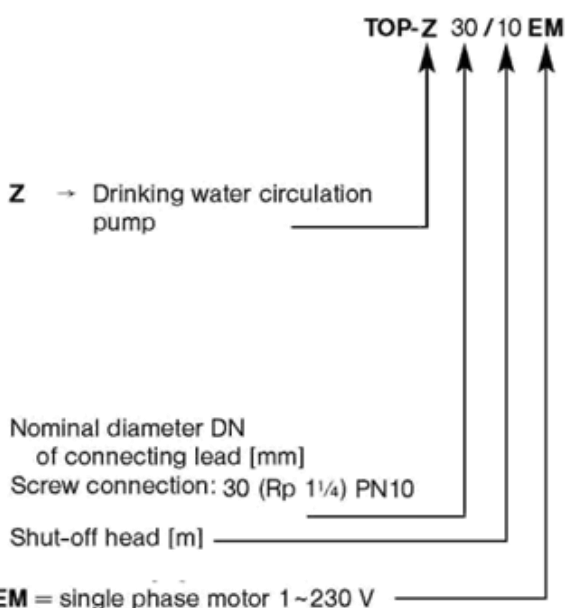 TOP-Z 30 / 10 EM
Z → Drinking water circulation
pump
Nominal diameter DN
of connecting lead [mm]
Screw connection: 30 (Rp 1¼) PN10
Shut-off head [m]
EM = single phase motor 1~230 V